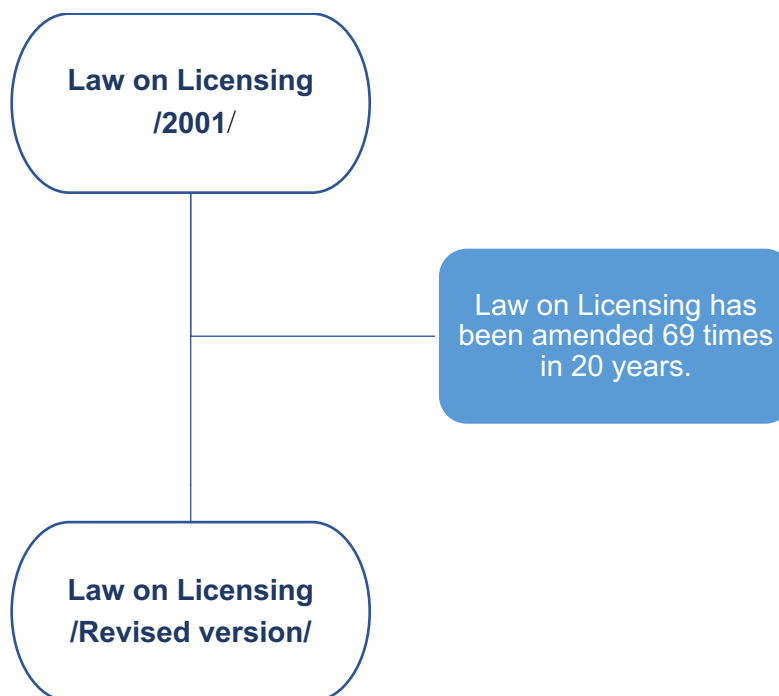 Law on Licensing
/2001/
Law on Licensing has
been amended 69 times
in 20 years.
Law on Licensing
/Revised version/